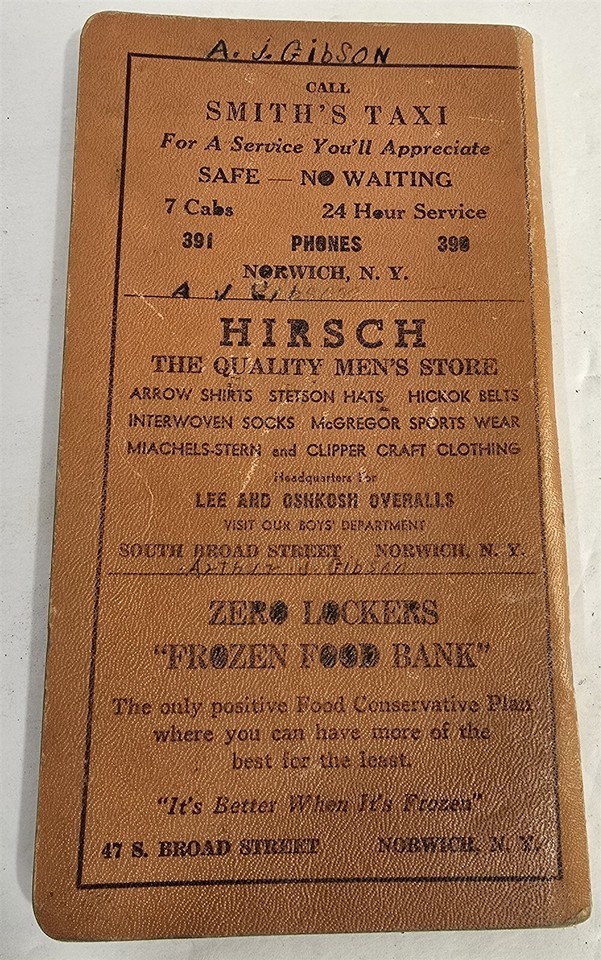 A. J. GibSON
CALL
SMITH'S TAXI
For A Service You'll Appreciate
SAFE — NO WAITING
7 Cabs 24 Hour Service
391 PHONES 390
NORWICH, N. Y.
A J Gibson
HIRSCH
THE QUALITY MEN'S STORE
ARROW SHIRTS STETSON HATS HICKOK BELTS
INTERWOVEN SOCKS McGREGOR SPORTS WEAR
MIACHELS-STERN and CLIPPER CRAFT CLOTHING
Headquarters for
LEE AND OSHKOSH OVERALLS
VISIT OUR BOYS' DEPARTMENT
SOUTH BROAD STREET NORWICH, N. Y.
ArThur J. GibSon
ZERO LOCKERS
"FROZEN FOOD BANK"
The only positive Food Conservative Plan
where you can have more of the
best for the least.
"It's Better When It's Frozen"
47 S. BROAD STREET NORWICH, N. Y.